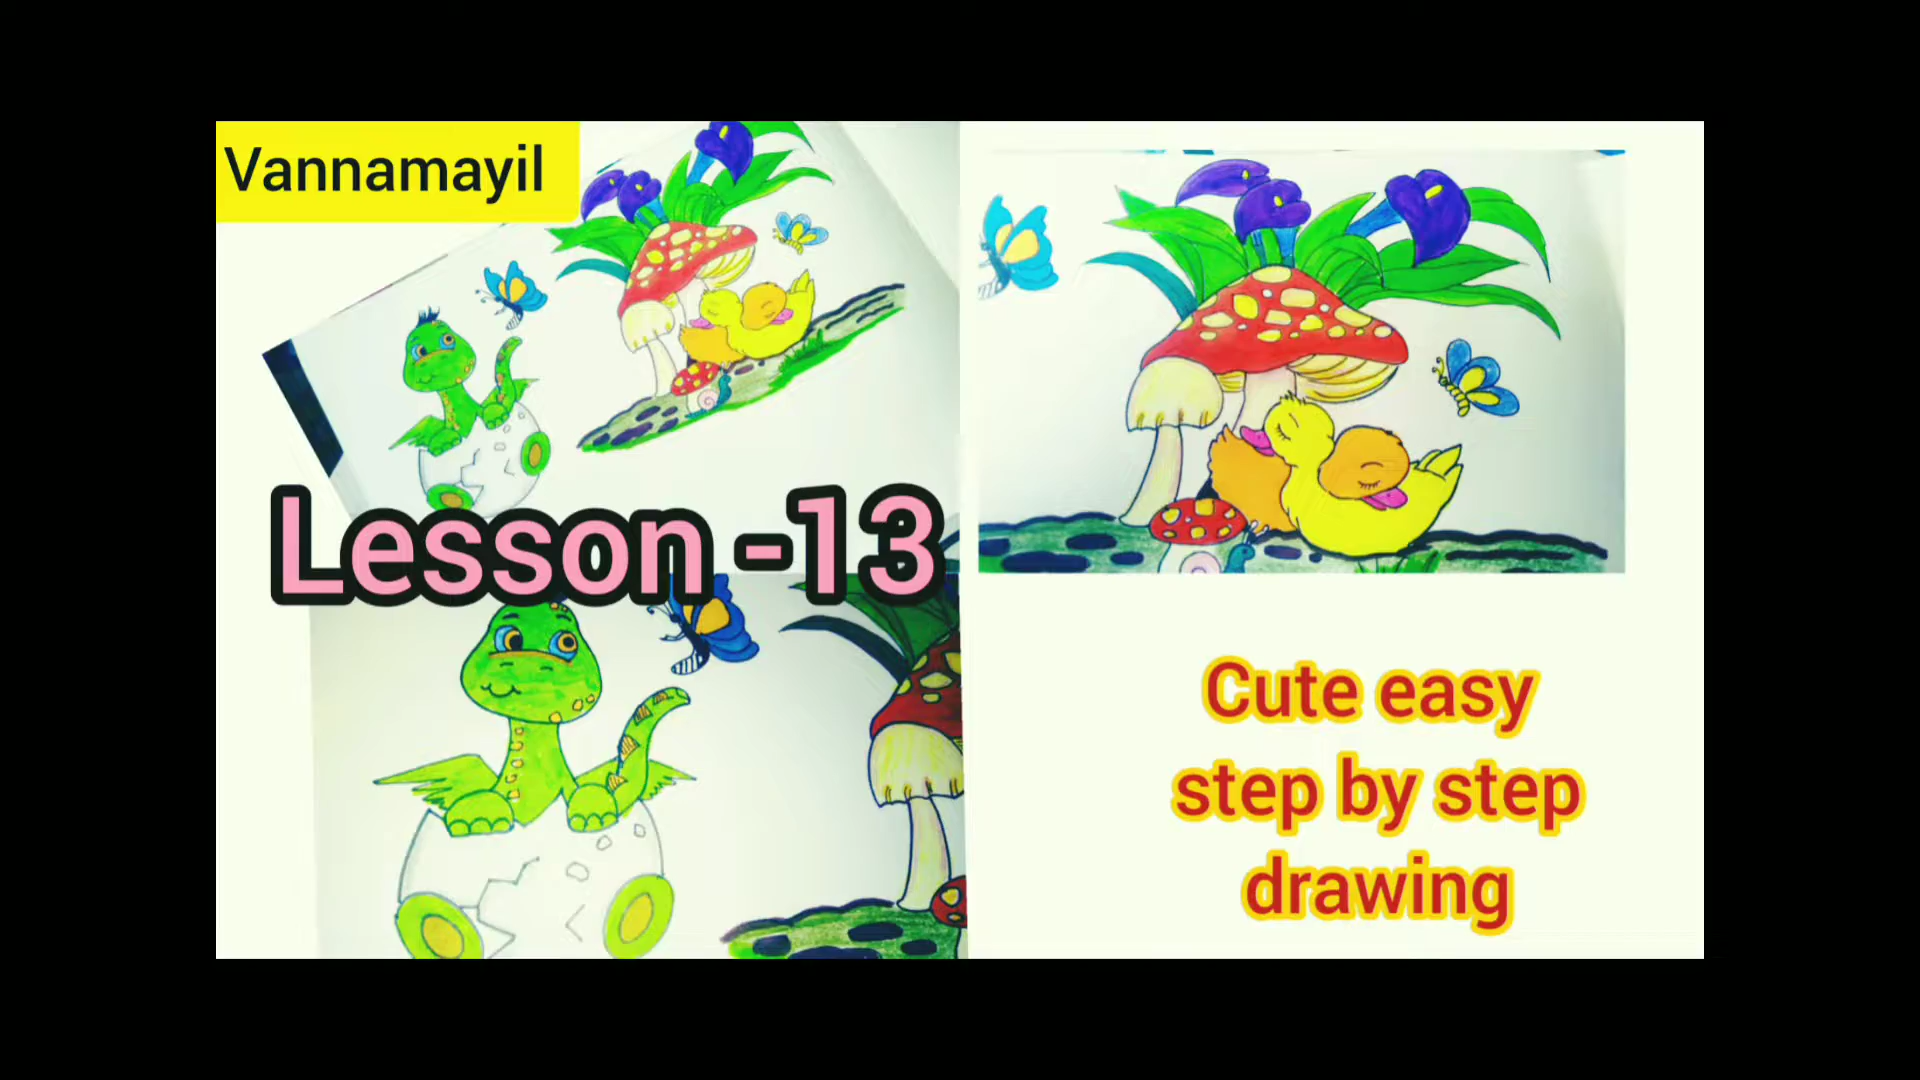 Vannamayil
Lesson -13
Cute easy
step by step
drawing